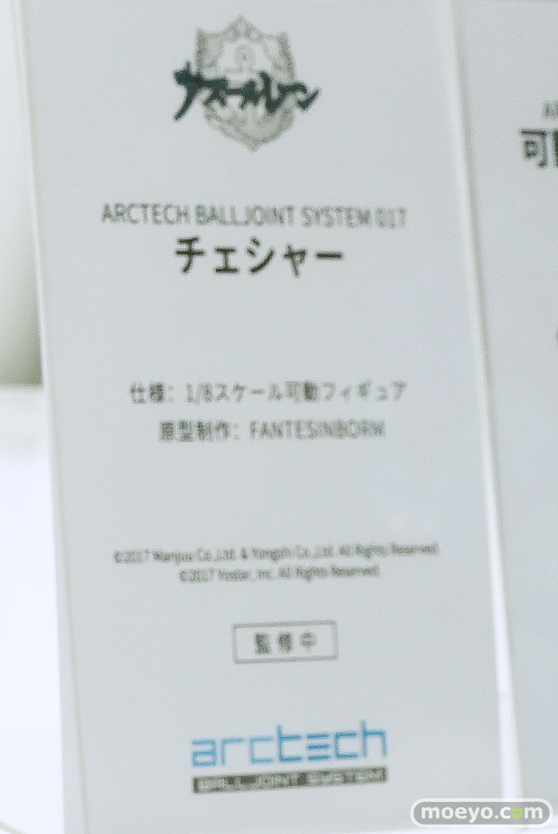 アズールレーン
ARCTECH BALLJOINT SYSTEM 017
チェシャー
仕様：1/8スケール可動フィギュア
原型制作：FANTESINBORM
©2017 Manjuu Co.,Ltd. & Yongshi Co.,Ltd. All Rights Reserved.
©2017 Yostar, Inc. All Rights Reserved.
監修中
arctech
BALLJOINT SYSTEM
可
moeyo.com